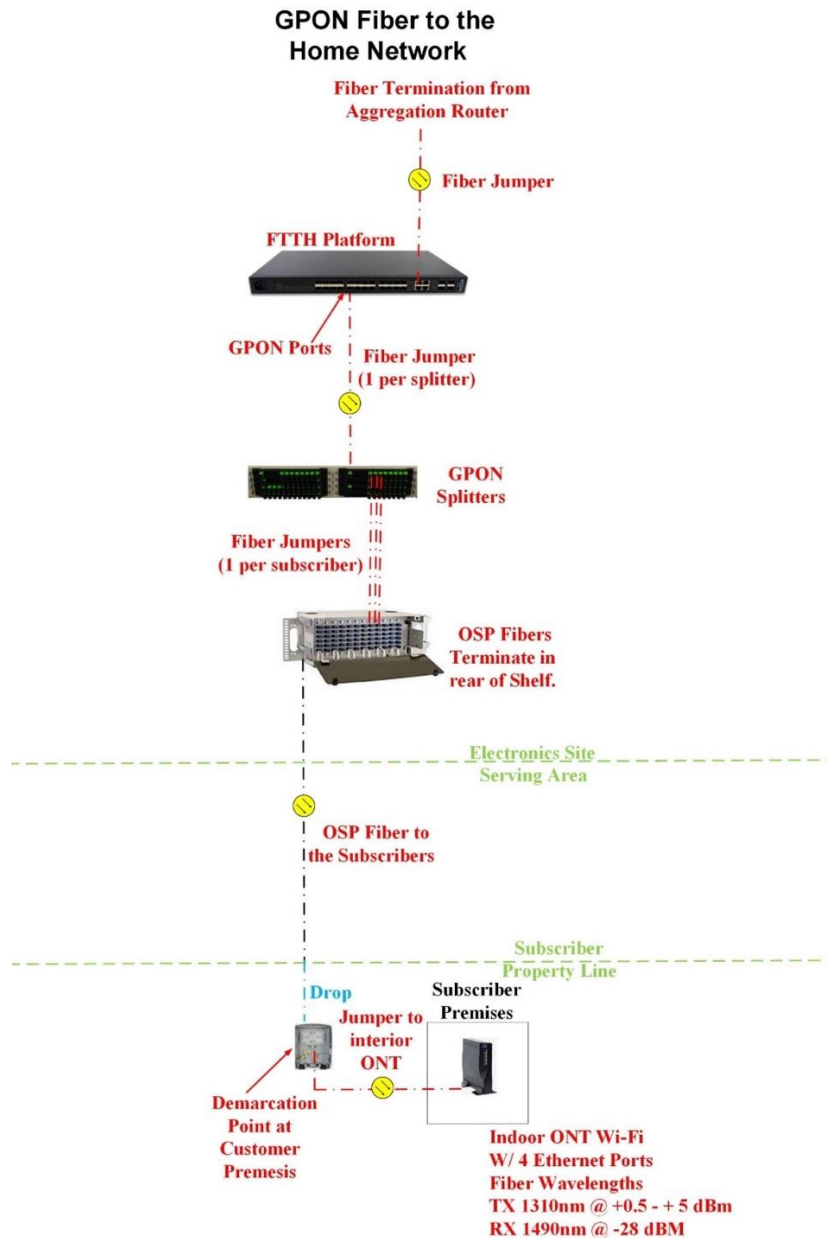 GPON Fiber to the
Home Network
Fiber Termination from
Aggregation Router
Fiber Jumper
FTTH Platform
GPON Ports
Fiber Jumper
(1 per splitter)
GPON
Splitters
Fiber Jumpers
(1 per subscriber)
OSP Fibers
Terminate in
rear of Shelf.
Electronics Site
Serving Area
OSP Fiber to
the Subscribers
Subscriber
Property Line
Drop
Subscriber
Premises
Jumper to
interior
ONT
Demarcation
Point at
Customer
Premesis
Indoor ONT Wi-Fi
W/ 4 Ethernet Ports
Fiber Wavelengths
TX 1310nm @ +0.5 - + 5 dBm
RX 1490nm @ -28 dBM